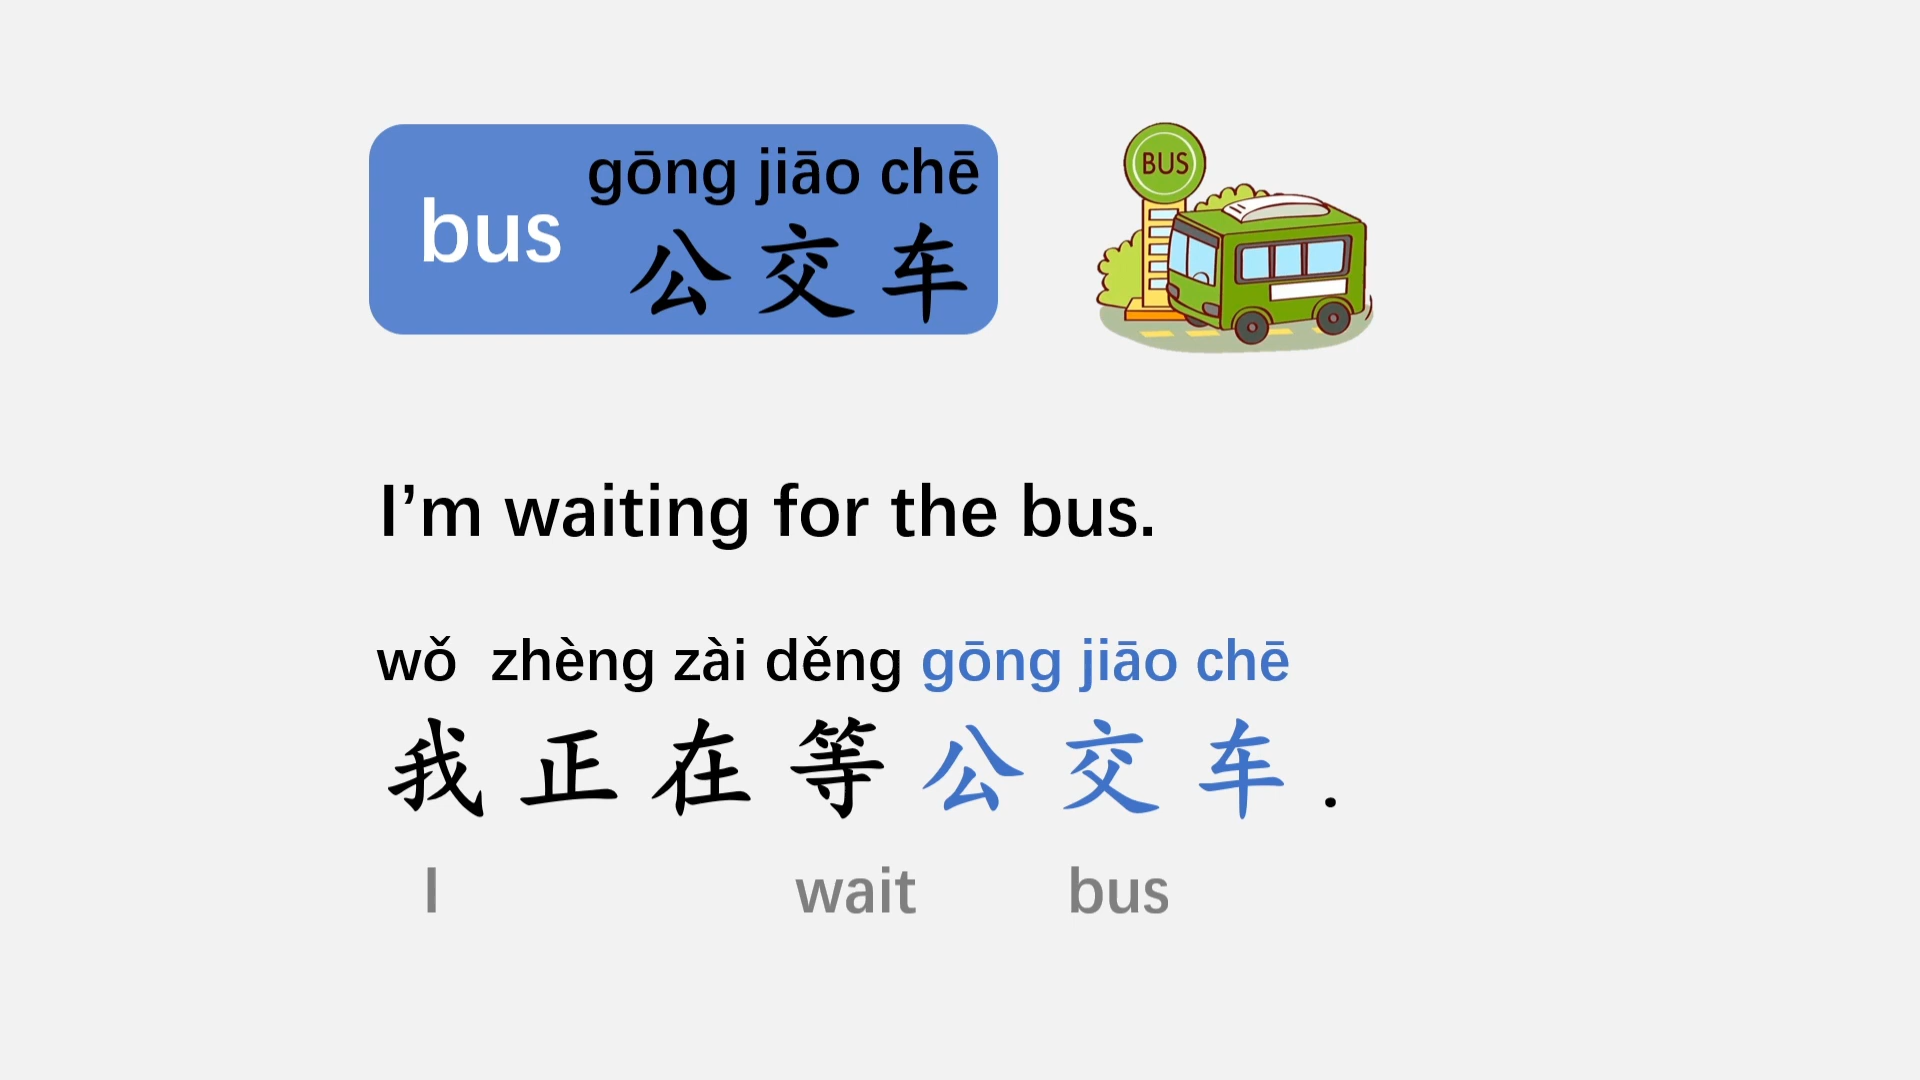 gōng jiāo chē
bus 公交车
BUS
I’m waiting for the bus.
wǒ zhèng zài děng gōng jiāo chē
我正在等公交车.
I wait bus